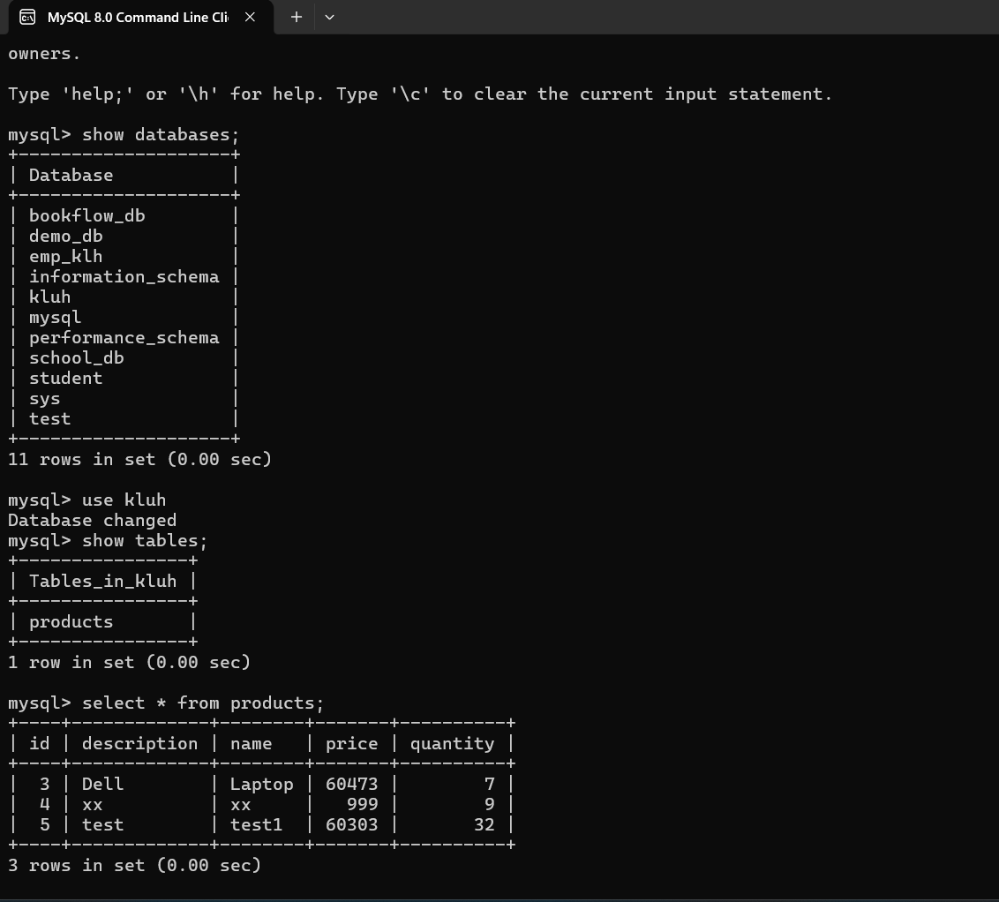 MySQL 8.0 Command Line Cli
owners.
Type 'help;' or '\h' for help. Type '\c' to clear the current input statement.
mysql> show databases;
+--------------------+
| Database           |
+--------------------+
| bookflow_db        |
| demo_db            |
| emp_klh            |
| information_schema |
| kluh               |
| mysql              |
| performance_schema |
| school_db          |
| student            |
| sys                |
| test               |
+--------------------+
11 rows in set (0.00 sec)
mysql> use kluh
Database changed
mysql> show tables;
+----------------+
| Tables_in_kluh |
+----------------+
| products       |
+----------------+
1 row in set (0.00 sec)
mysql> select * from products;
+----+-------------+--------+-------+----------+
| id | description | name   | price | quantity |
+----+-------------+--------+-------+----------+
|  3 | Dell        | Laptop | 60473 |        7 |
|  4 | xx          | xx     |   999 |        9 |
|  5 | test        | test1  | 60303 |       32 |
+----+-------------+--------+-------+----------+
3 rows in set (0.00 sec)